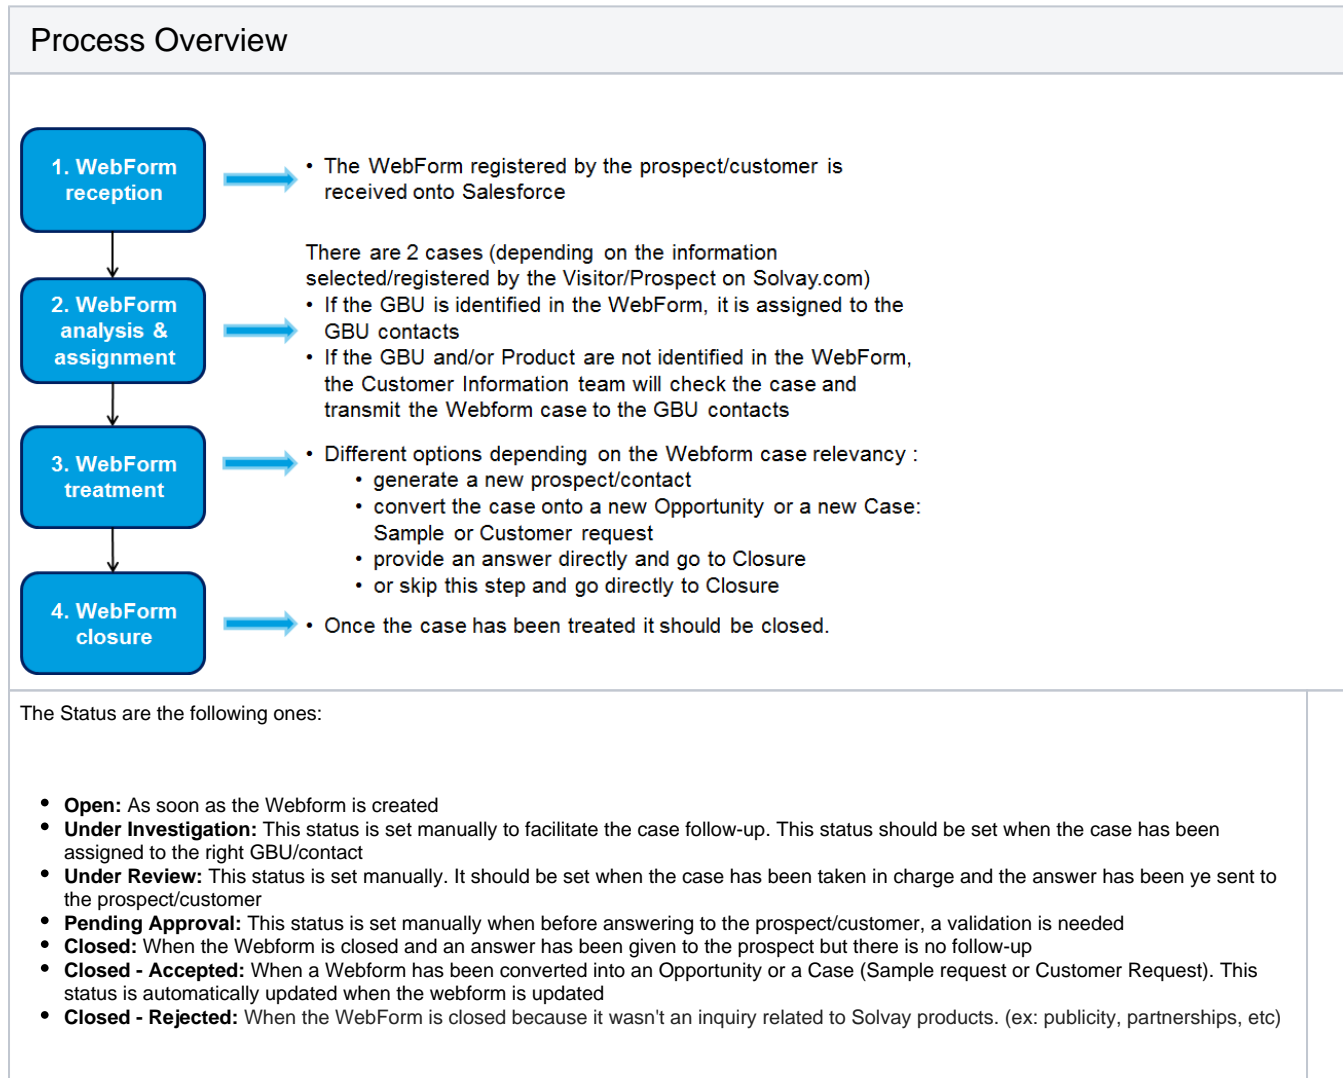 Process Overview
1. WebForm
reception
• The WebForm registered by the prospect/customer is
received onto Salesforce
There are 2 cases (depending on the information
selected/registered by the Visitor/Prospect on Solvay.com)
2. WebForm
analysis &
assignment
• If the GBU is identified in the WebForm, it is assigned to the
GBU contacts
• If the GBU and/or Product are not identified in the WebForm,
the Customer Information team will check the case and
transmit the Webform case to the GBU contacts
3. WebForm
treatment
• Different options depending on the Webform case relevancy :
• generate a new prospect/contact
• convert the case onto a new Opportunity or a new Case:
Sample or Customer request
• provide an answer directly and go to Closure
• or skip this step and go directly to Closure
4. WebForm
closure
• Once the case has been treated it should be closed.
The Status are the following ones:
• Open: As soon as the Webform is created
• Under Investigation: This status is set manually to facilitate the case follow-up. This status should be set when the case has been
assigned to the right GBU/contact
• Under Review: This status is set manually. It should be set when the case has been taken in charge and the answer has been ye sent to
the prospect/customer
• Pending Approval: This status is set manually when before answering to the prospect/customer, a validation is needed
• Closed: When the Webform is closed and an answer has been given to the prospect but there is no follow-up
• Closed - Accepted: When a Webform has been converted into an Opportunity or a Case (Sample request or Customer Request). This
status is automatically updated when the webform is updated
• Closed - Rejected: When the WebForm is closed because it wasn't an inquiry related to Solvay products. (ex: publicity, partnerships, etc)